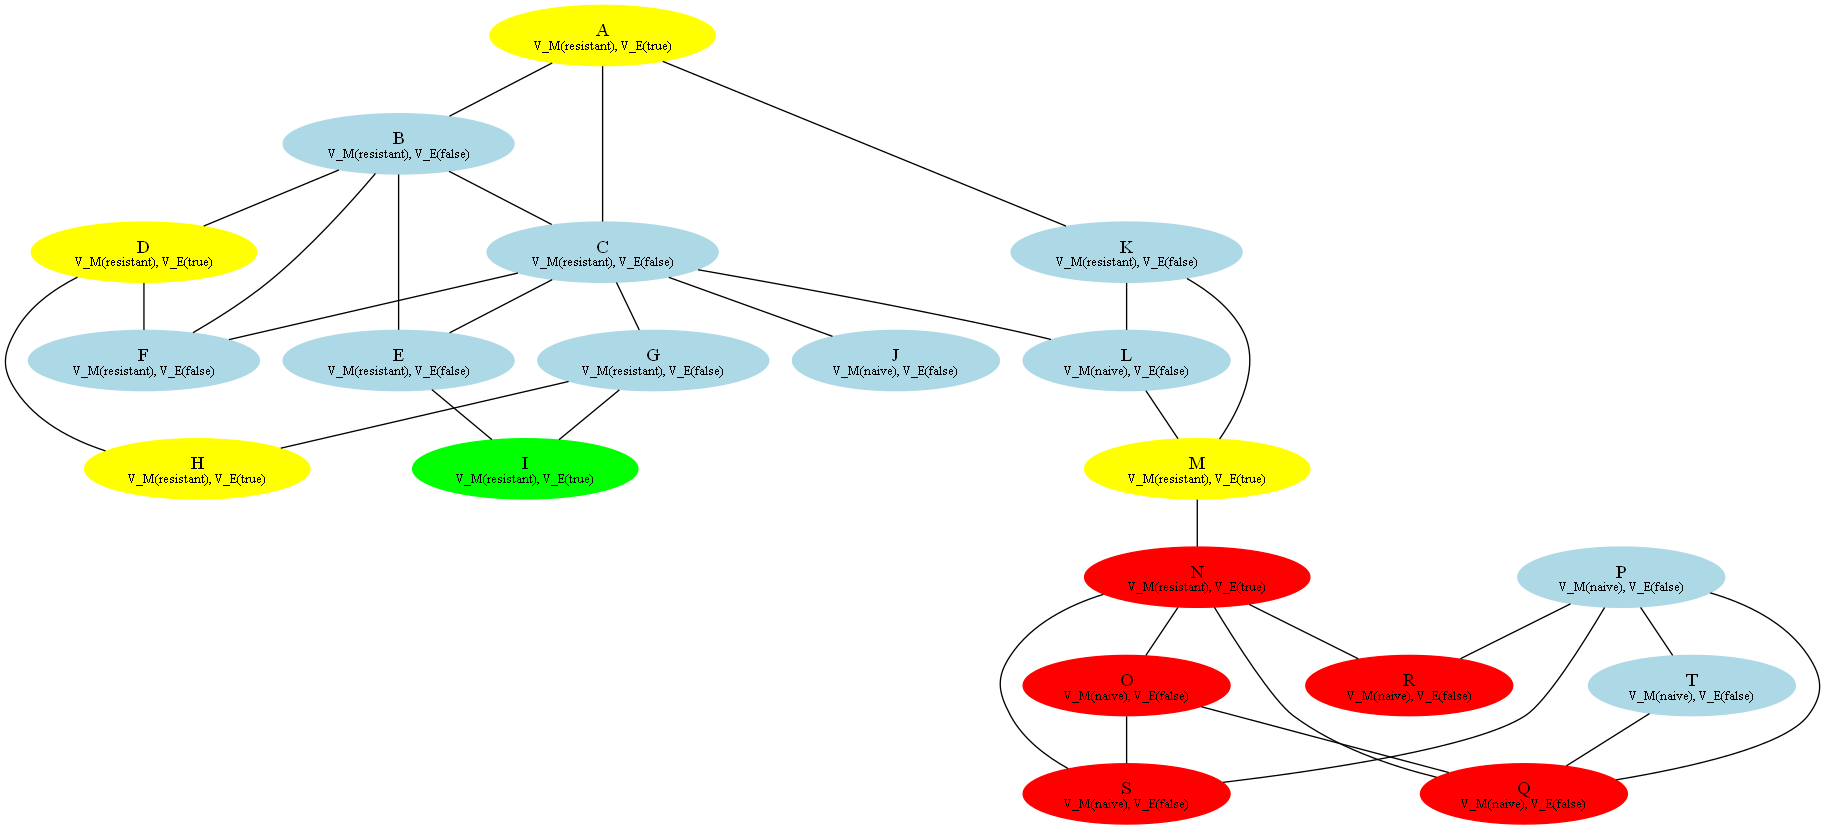 A
V_M(resistant), V_E(true)
B
V_M(resistant), V_E(false)
D
V_M(resistant), V_E(true)
C
V_M(resistant), V_E(false)
K
V_M(resistant), V_E(false)
F
V_M(resistant), V_E(false)
E
V_M(resistant), V_E(false)
G
V_M(resistant), V_E(false)
J
V_M(naive), V_E(false)
L
V_M(naive), V_E(false)
H
V_M(resistant), V_E(true)
I
V_M(resistant), V_E(true)
M
V_M(resistant), V_E(true)
N
V_M(resistant), V_E(true)
P
V_M(naive), V_E(false)
O
V_M(naive), V_E(false)
R
V_M(naive), V_E(false)
T
V_M(naive), V_E(false)
S
V_M(naive), V_E(false)
Q
V_M(naive), V_E(false)